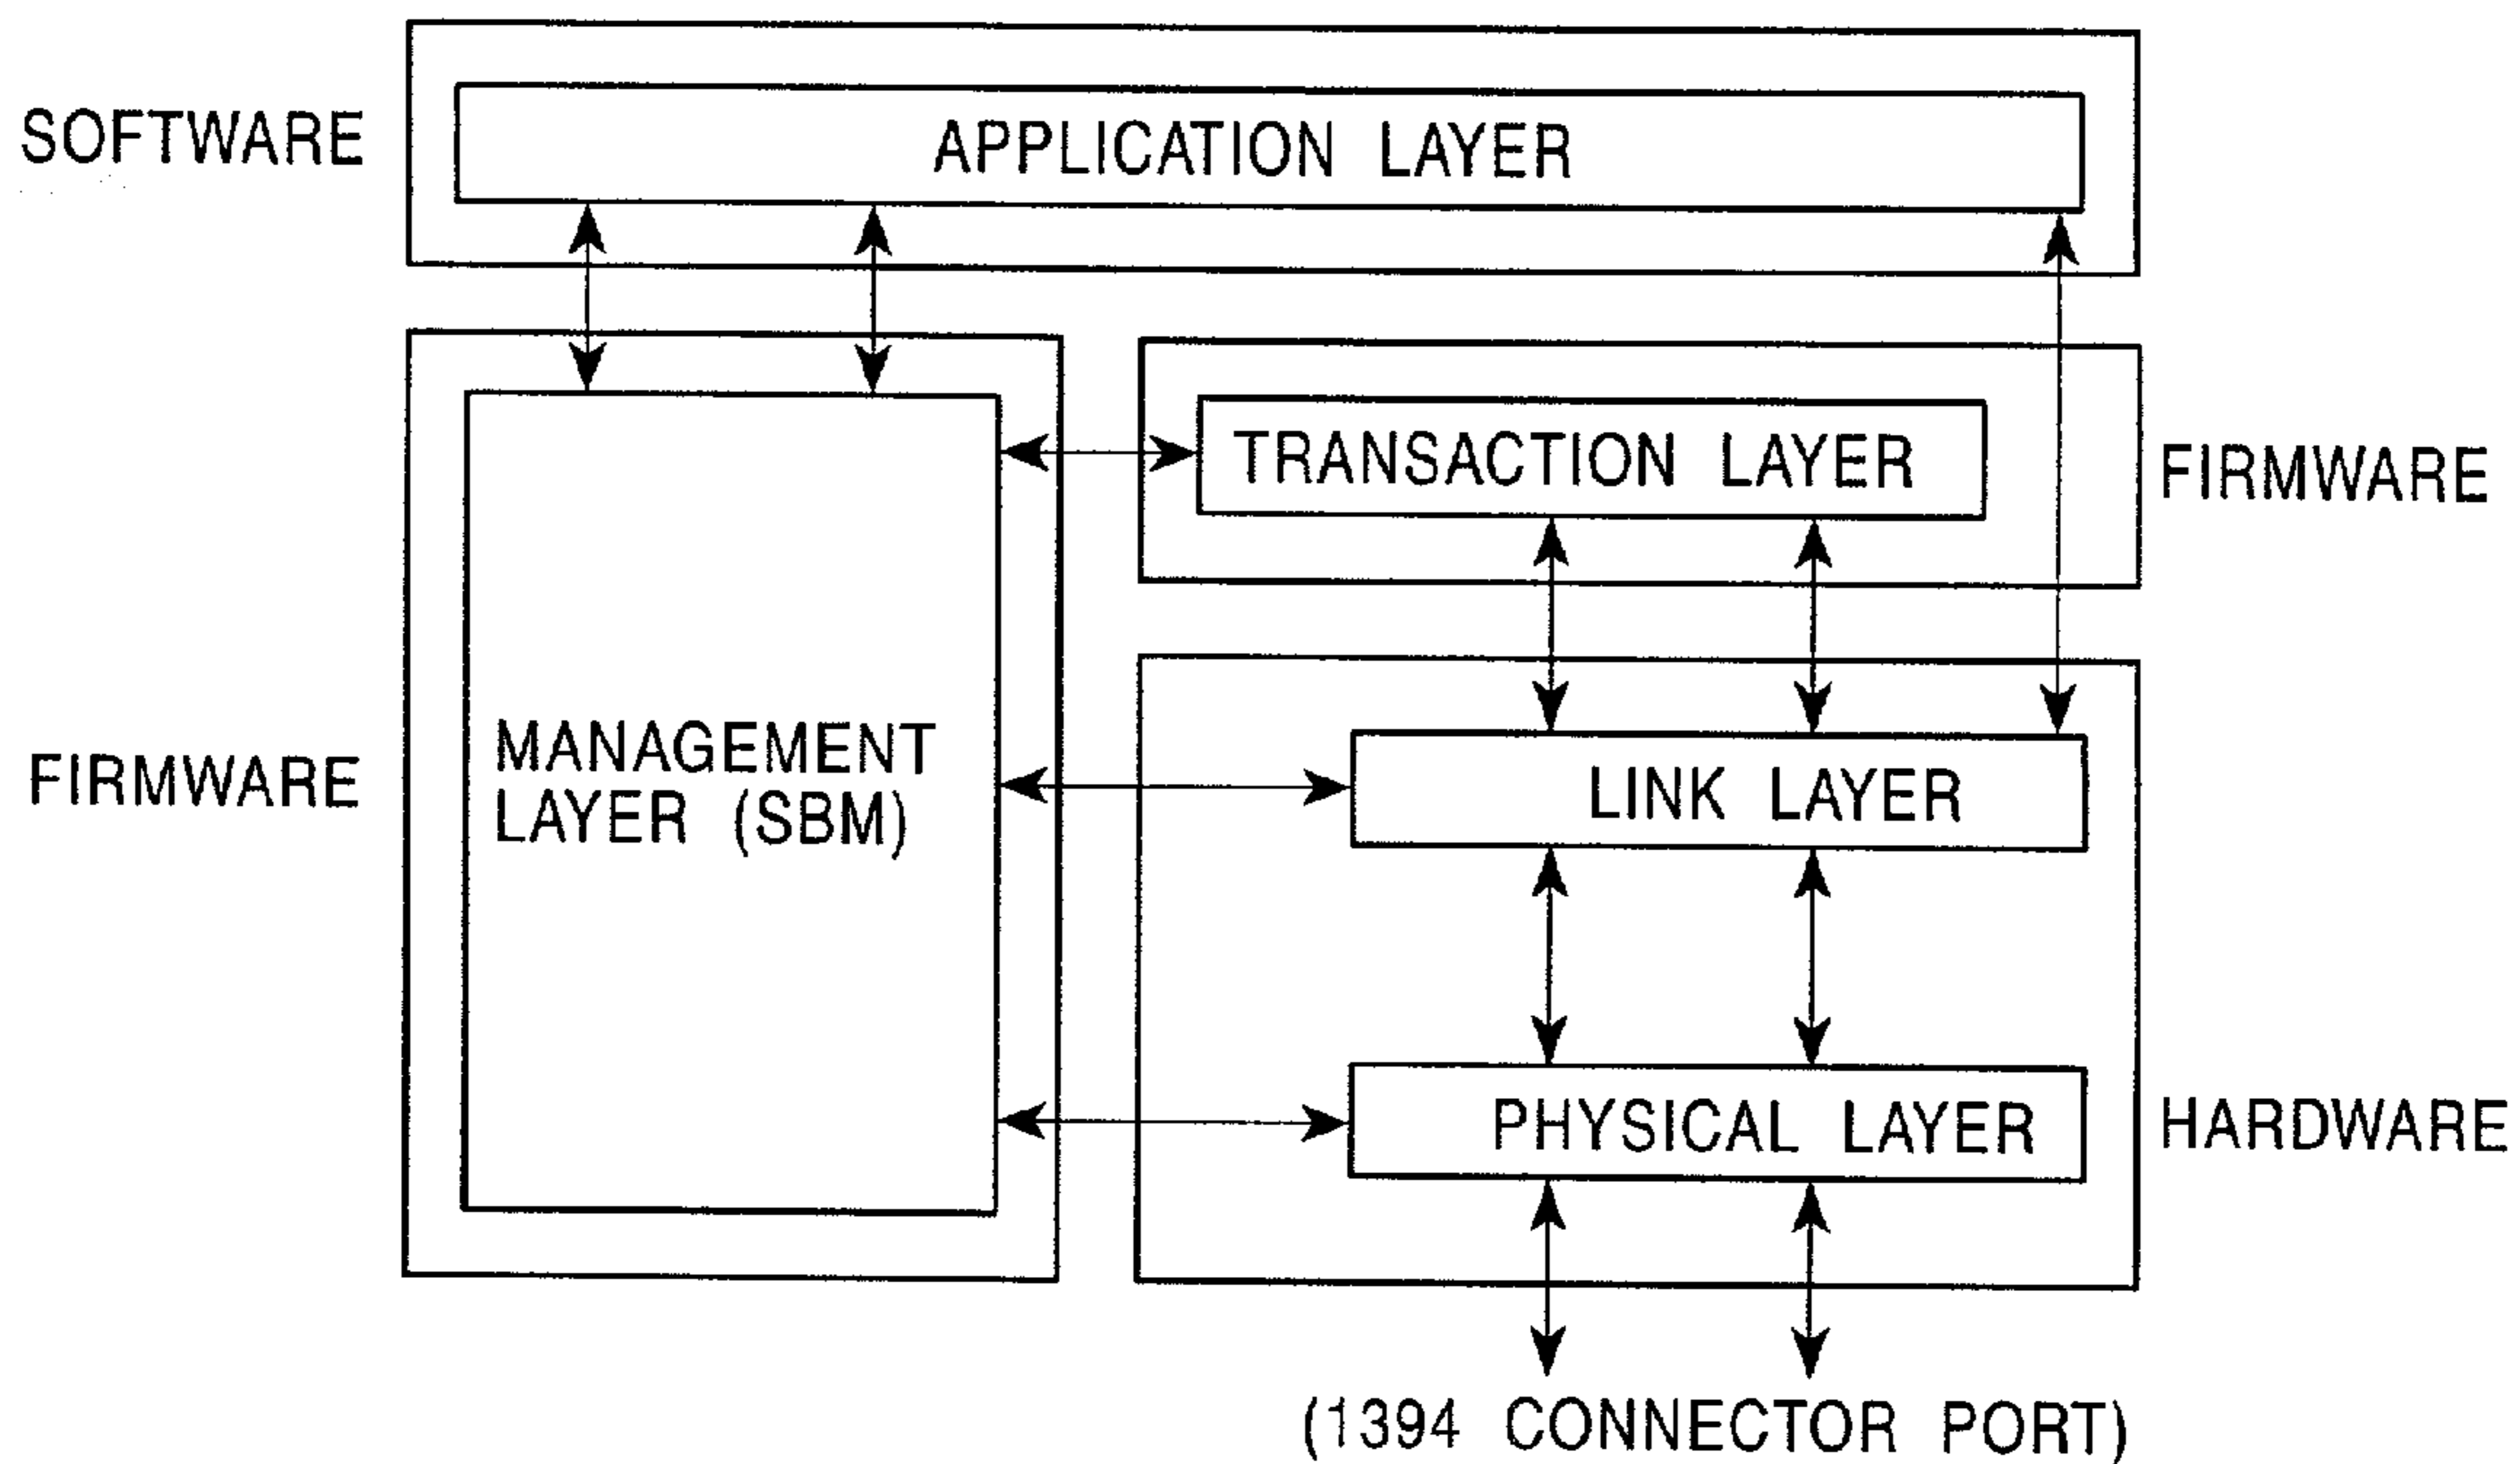 SOFTWARE
APPLICATION LAYER
TRANSACTION LAYER
FIRMWARE
FIRMWARE
MANAGEMENT
LAYER (SBM)
LINK LAYER
PHYSICAL LAYER
HARDWARE
(1394 CONNECTOR PORT)